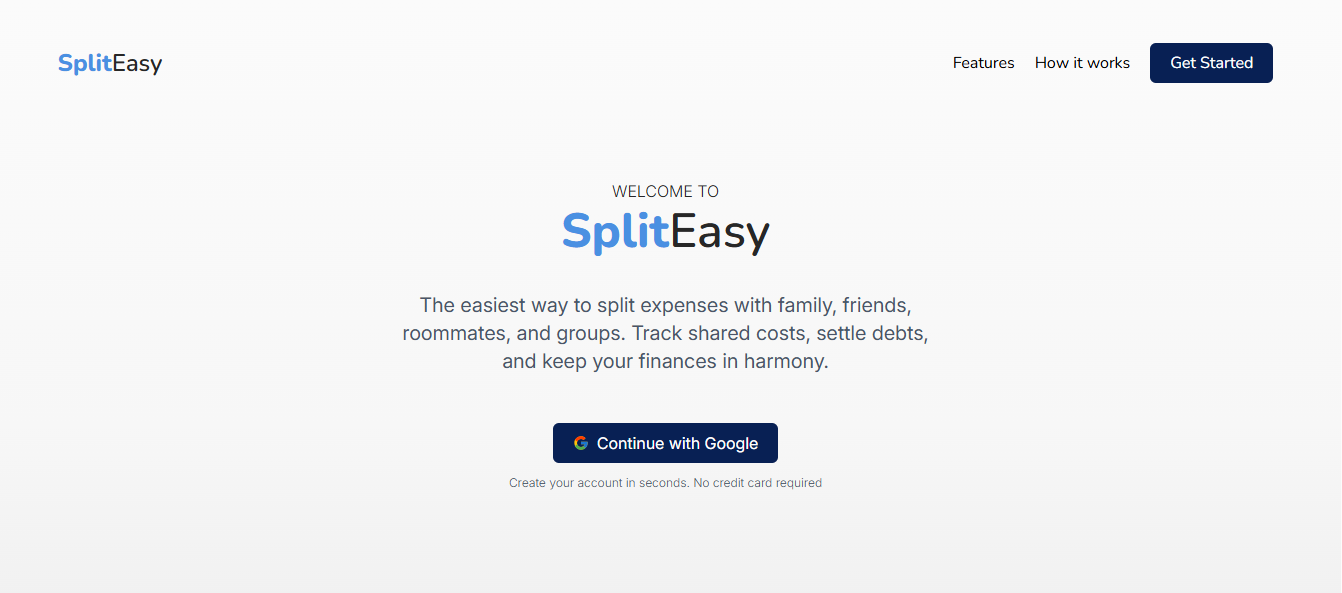 SplitEasy
Features
How it works
Get Started
WELCOME TO
SplitEasy
The easiest way to split expenses with family, friends,
roommates, and groups. Track shared costs, settle debts,
and keep your finances in harmony.
Continue with Google
Create your account in seconds. No credit card required